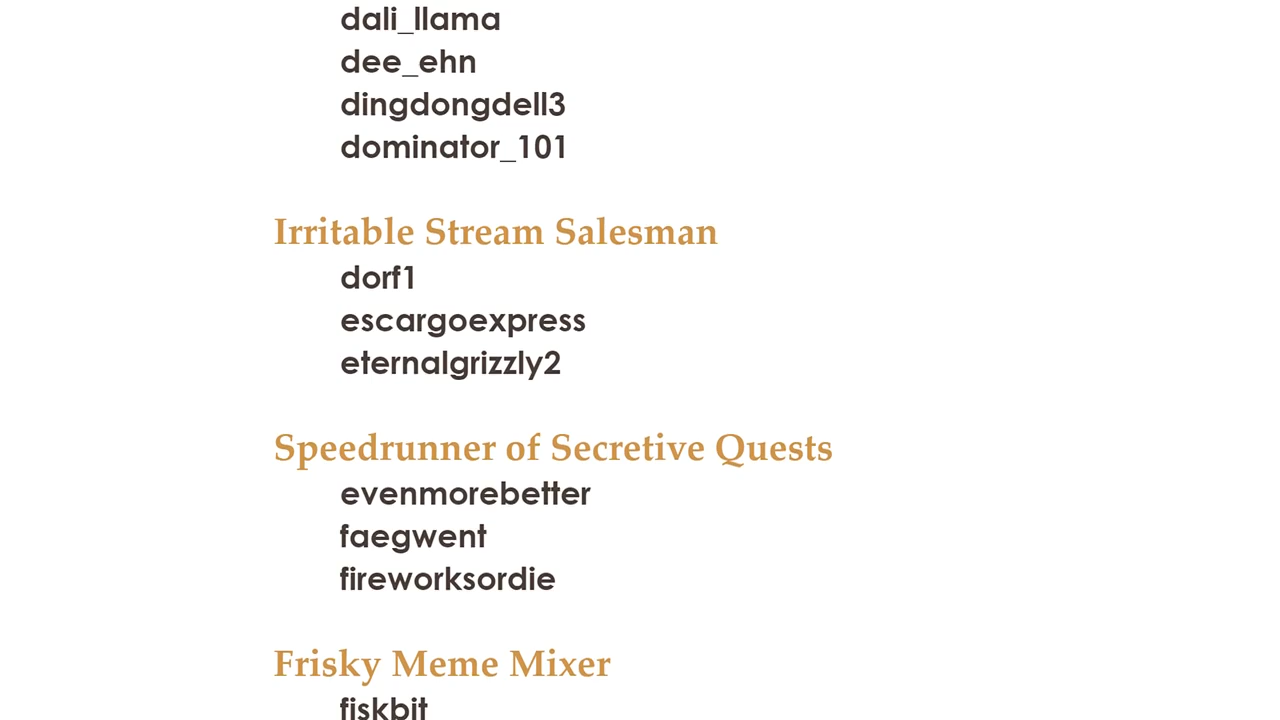 dali_llama
dee_ehn
dingdongdell3
dominator_101
Irritable Stream Salesman
dorf1
escargoexpress
eternalgrizzly2
Speedrunner of Secretive Quests
evenmorebetter
faegwent
fireworksordie
Frisky Meme Mixer
fiskbit